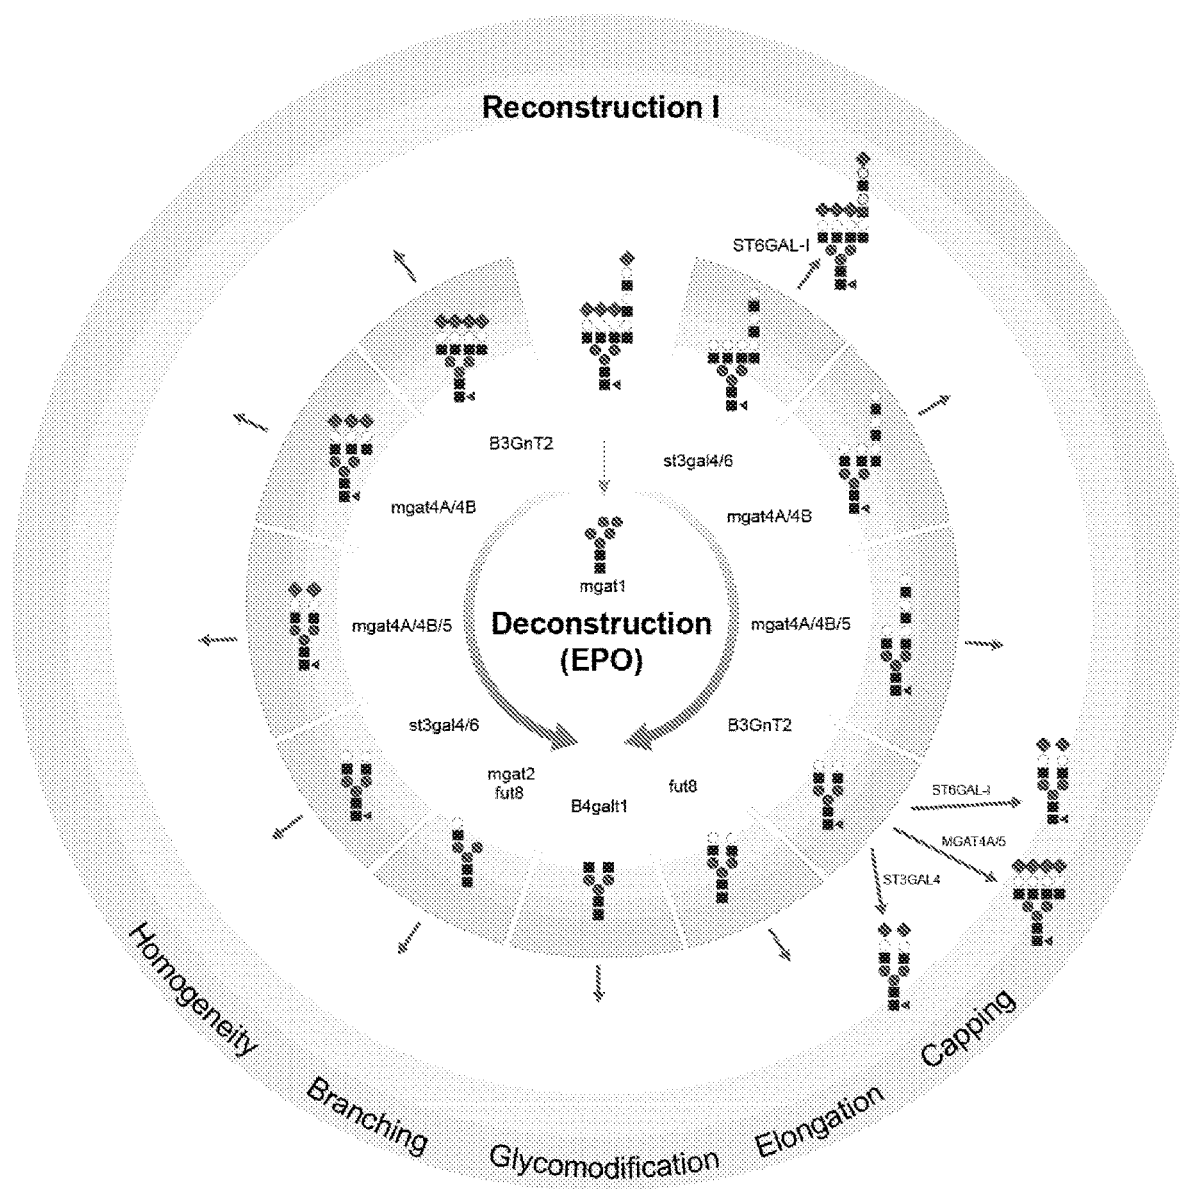 Reconstruction I
ST6GAL-I
B3GnT2
st3gal4/6
mgat4A/4B
mgat4A/4B
mgat1
Deconstruction
(EPO)
mgat4A/4B/5
mgat4A/4B/5
st3gal4/6
B3GnT2
mgat2
fut8
B4galt1
fut8
ST6GAL-I
MGAT4A/5
ST3GAL4
Homogeneity
Branching
Glycomodification
Elongation
Capping